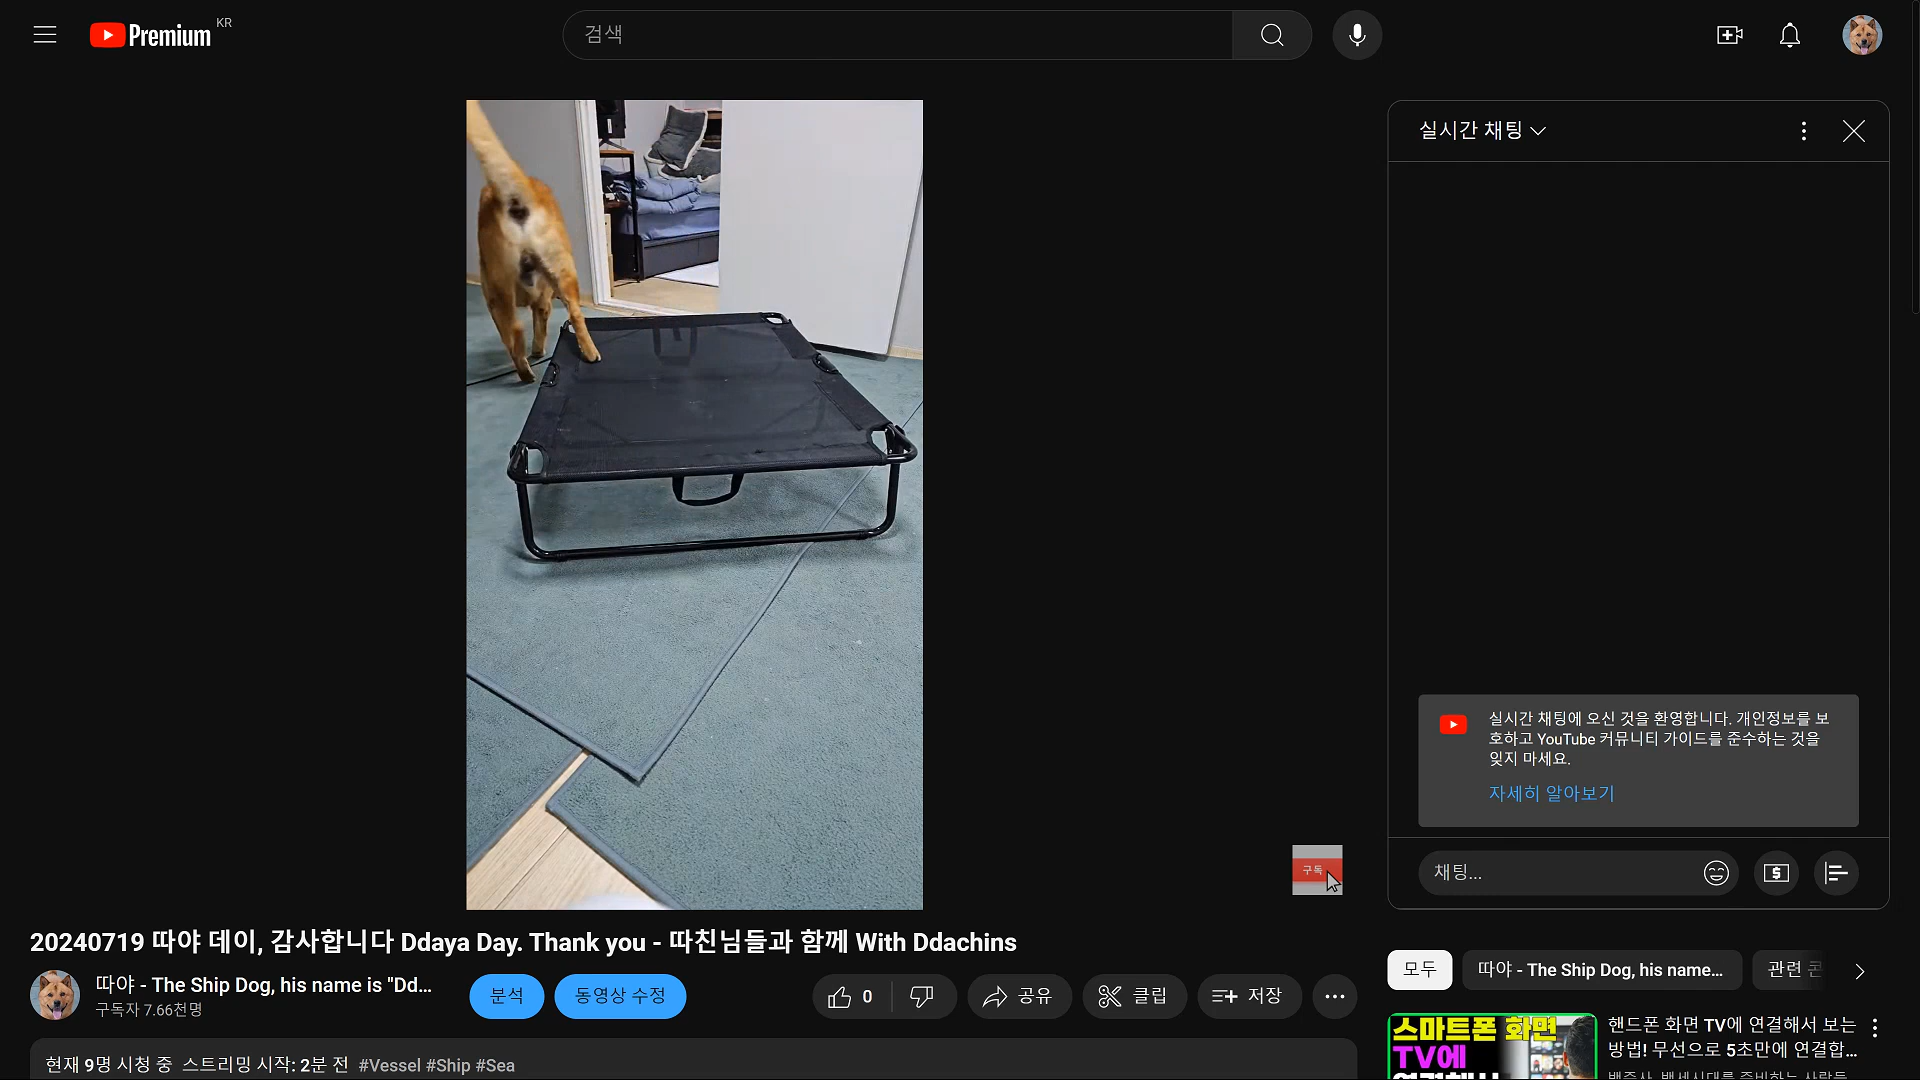 Premium KR
검색
실시간 채팅
실시간 채팅에 오신 것을 환영합니다. 개인정보를 보
호하고 YouTube 커뮤니티 가이드를 준수하는 것을
잊지 마세요.
자세히 알아보기
채팅...
구독
20240719 따야 데이, 감사합니다 Ddaya Day. Thank you - 따친님들과 함께 With Ddachins
따야 - The Ship Dog, his name is "Dd...
구독자 7.66천명
분석
동영상 수정
0
공유
클립
저장
현재 9명 시청 중 스트리밍 시작: 2분 전 #Vessel #Ship #Sea
모두
따야 - The Ship Dog, his name...
관련 콘
스마트폰 화면
TV에
핸드폰 화면 TV에 연결해서 보는
방법! 무선으로 5초만에 연결합...